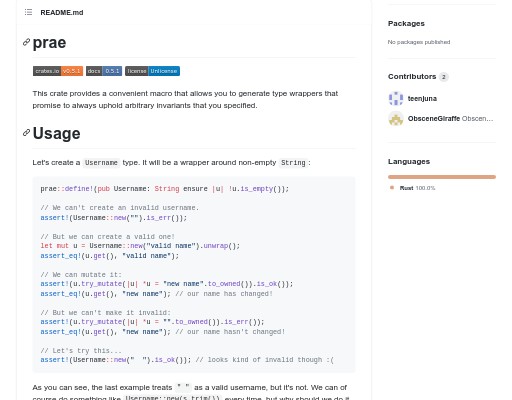 README.md
prae
crates.io v0.5.1 docs 0.5.1 license Unlicense
This crate provides a convenient macro that allows you to generate type wrappers that
promise to always uphold arbitrary invariants that you specified.
Usage
Let's create a Username type. It will be a wrapper around non-empty String :
prae::define!(pub Username: String ensure |u| !u.is_empty());
// We can't create an invalid username.
assert!(Username::new("").is_err());
// But we can create a valid one!
let mut u = Username::new("valid name").unwrap();
assert_eq!(u.get(), "valid name");
// We can mutate it:
assert!(u.try_mutate(|u| *u = "new name".to_owned()).is_ok());
assert_eq!(u.get(), "new name"); // our name has changed!
// But we can't make it invalid:
assert!(u.try_mutate(|u| *u = "".to_owned()).is_err());
assert_eq!(u.get(), "new name"); // our name hasn't changed!
// Let's try this...
assert!(Username::new("  ").is_ok()); // looks kind of invalid though :(
As you can see, the last example treats " " as a valid username, but it's not. We can of
course do something like Username::new(s.trim()) every time, but why should we do it
Packages
No packages published
Contributors 2
teenjuna
ObsceneGiraffe Obscen...
Languages
Rust 100.0%